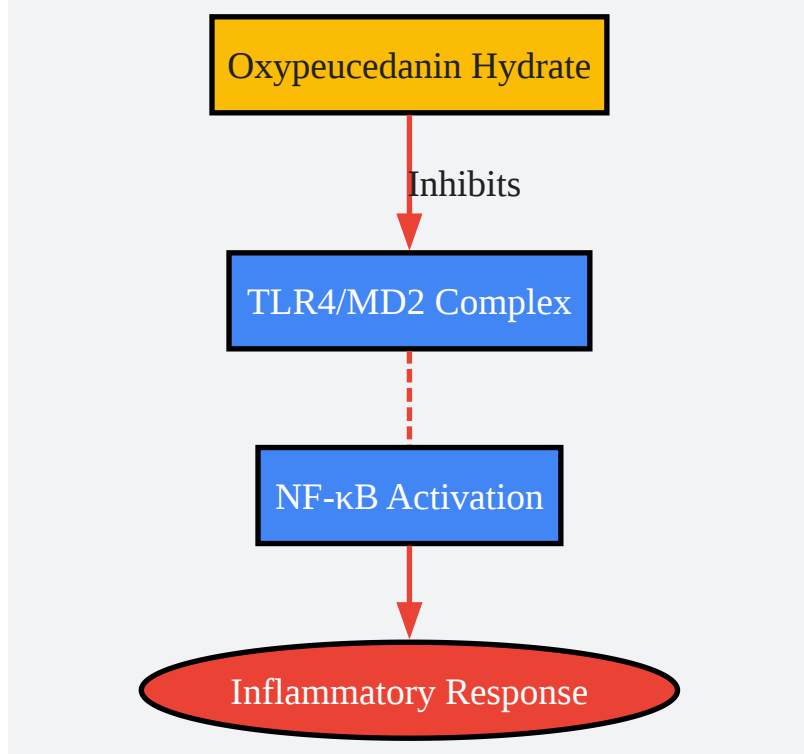 Oxypeucedanin Hydrate
Inhibits
TLR4/MD2 Complex
NF-κB Activation
Inflammatory Response